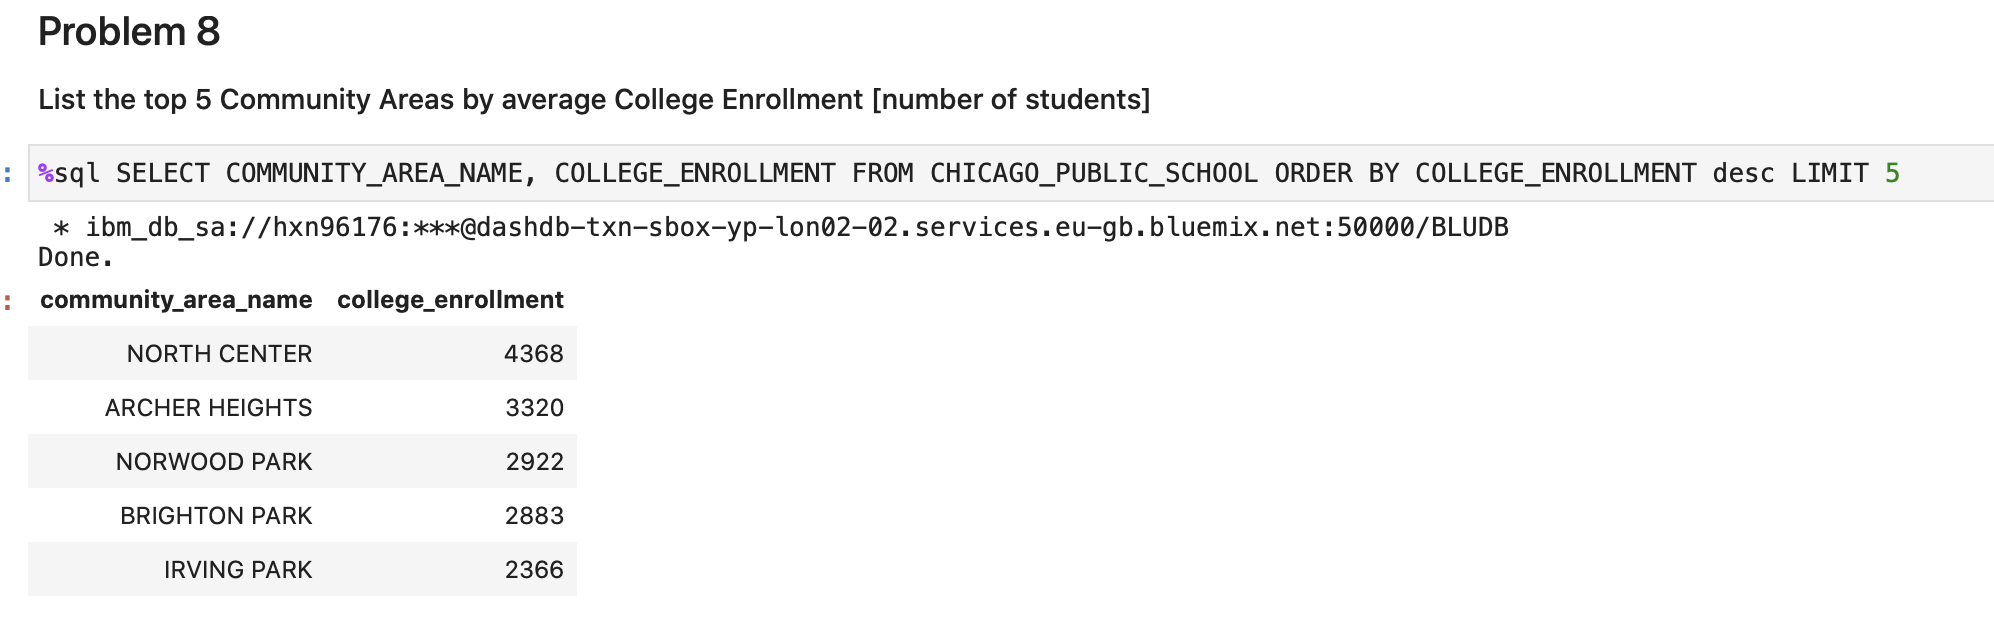 Problem 8
List the top 5 Community Areas by average College Enrollment [number of students]
: %sql SELECT COMMUNITY_AREA_NAME, COLLEGE_ENROLLMENT FROM CHICAGO_PUBLIC_SCHOOL ORDER BY COLLEGE_ENROLLMENT desc LIMIT 5
* ibm_db_sa://hxn96176:***@dashdb-txn-sbox-yp-lon02-02.services.eu-gb.bluemix.net:50000/BLUDB
Done.
: community_area_name college_enrollment
NORTH CENTER 4368
ARCHER HEIGHTS 3320
NORWOOD PARK 2922
BRIGHTON PARK 2883
IRVING PARK 2366